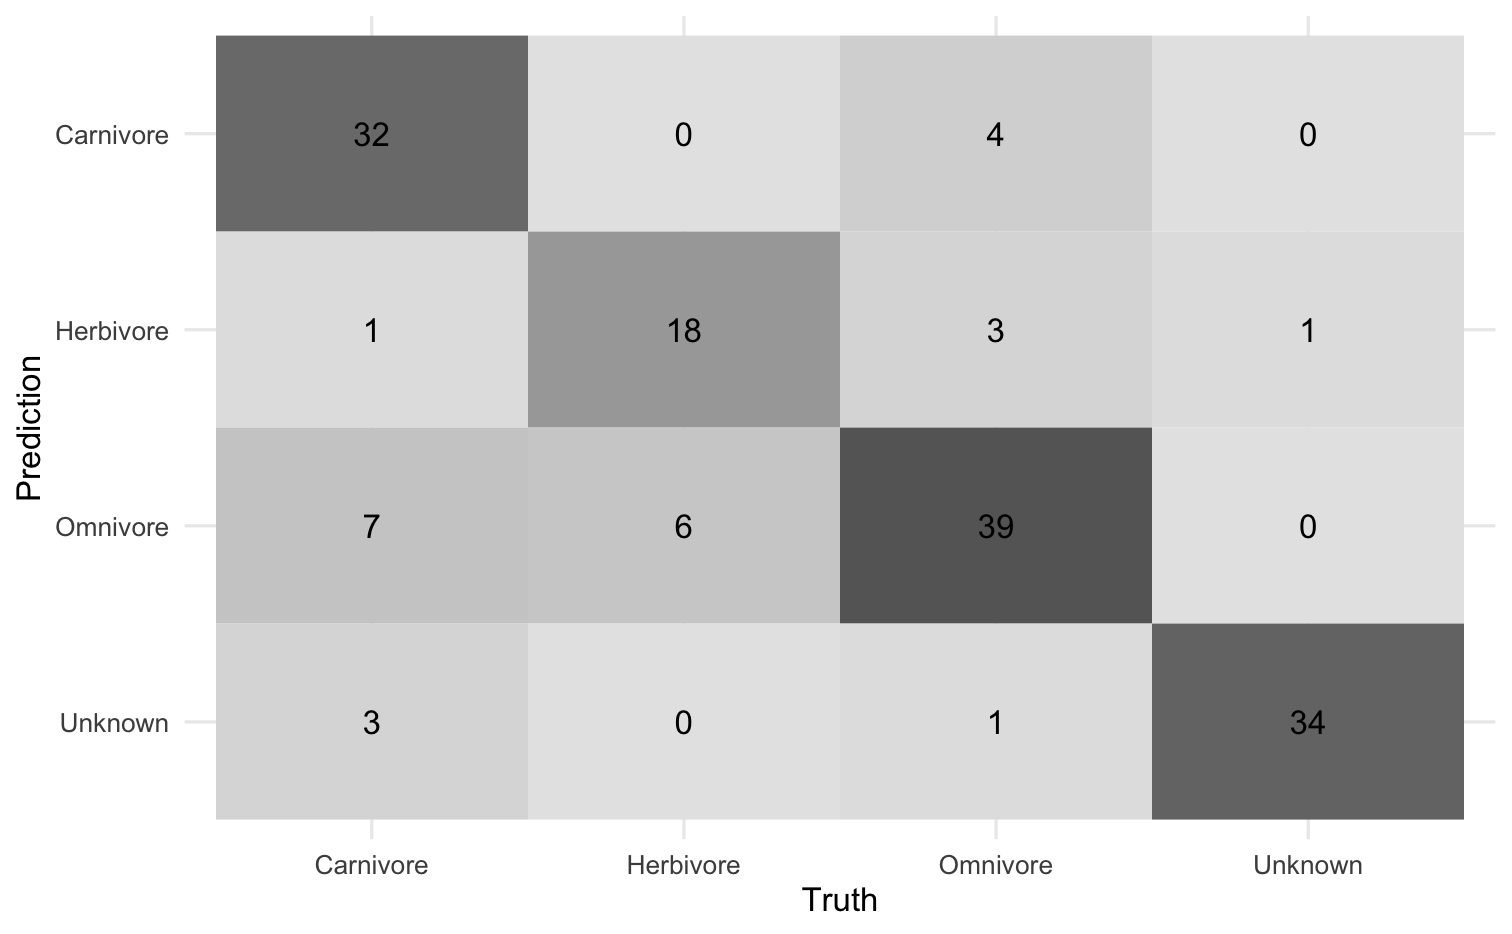 Prediction
Carnivore 32 0 4 0
Herbivore 1 18 3 1
Omnivore 7 6 39 0
Unknown 3 0 1 34
Carnivore Herbivore Omnivore Unknown
Truth